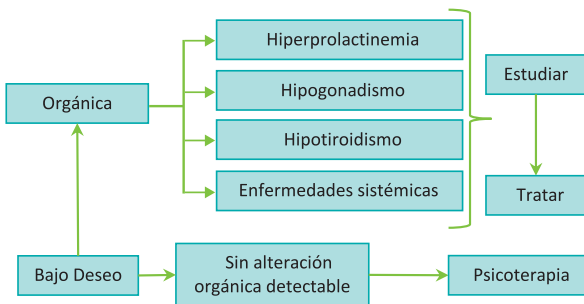 Hiperprolactinemia
Orgánica
Hipogonadismo
Hipotiroidismo
Enfermedades sistémicas
Estudiar
Tratar
Bajo Deseo
Sin alteración
orgánica detectable
Psicoterapia